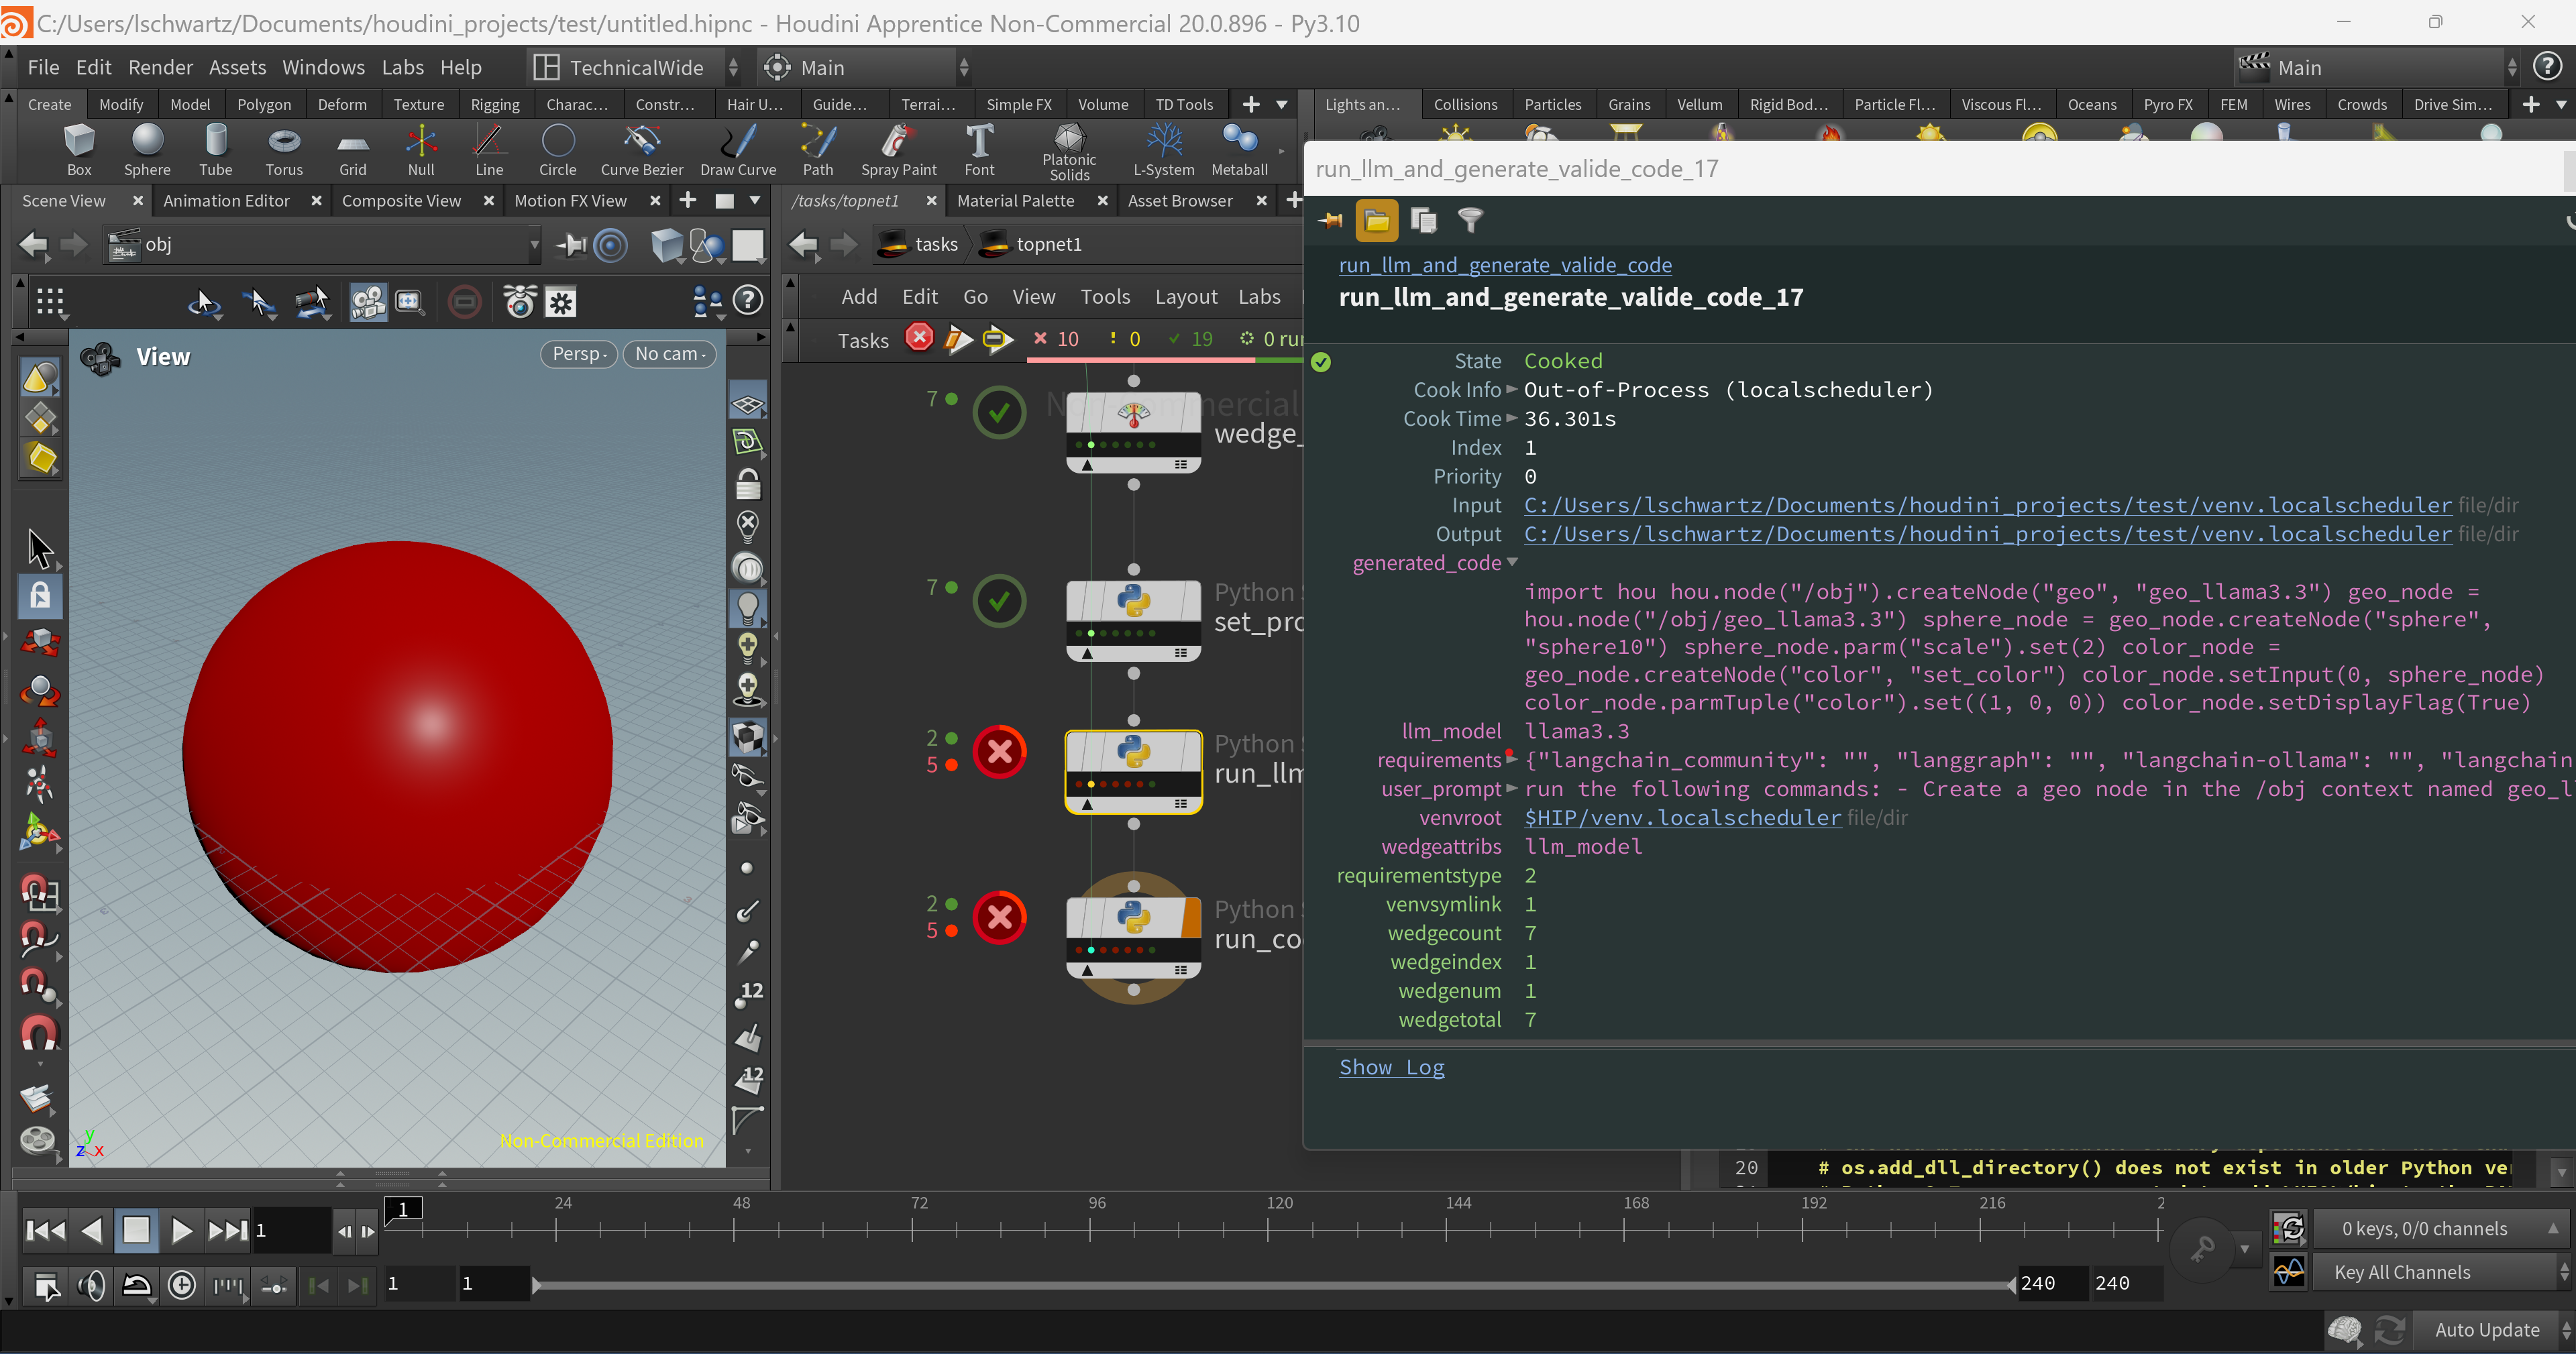 C:/Users/lschwartz/Documents/houdini_projects/test/untitled.hipnc - Houdini Apprentice Non-Commercial 20.0.896 - Py3.10
File Edit Render Assets Windows Labs Help TechnicalWide Main Main
Create Modify Model Polygon Deform Texture Rigging Charac... Constr... Hair U... Guide... Terrai... Simple FX Volume TD Tools Lights an... Collisions Particles Grains Vellum Rigid Bod... Particle Fl... Viscous Fl... Oceans Pyro FX FEM Wires Crowds Drive Sim...
Box Sphere Tube Torus Grid Null Line Circle Curve Bezier Draw Curve Path Spray Paint Font Platonic Solids L-System Metaball
run_llm_and_generate_valide_code_17
Scene View Animation Editor Composite View Motion FX View /tasks/topnet1 Material Palette Asset Browser
obj tasks topnet1
Add Edit Go View Tools Layout Labs
Tasks 10 ! 0 19 0 ru
View Persp No cam
7 wedge_
7 Python
set_pro
2 Python
5 run_llm
2 Python
5 run_co
12
12
Non-Commercial Edition
y
z x
run_llm_and_generate_valide_code
run_llm_and_generate_valide_code_17
State Cooked
Cook Info Out-of-Process (localscheduler)
Cook Time 36.301s
Index 1
Priority 0
Input C:/Users/lschwartz/Documents/houdini_projects/test/venv.localscheduler file/dir
Output C:/Users/lschwartz/Documents/houdini_projects/test/venv.localscheduler file/dir
generated_code
import hou hou.node("/obj").createNode("geo", "geo_llama3.3") geo_node =
hou.node("/obj/geo_llama3.3") sphere_node = geo_node.createNode("sphere",
"sphere10") sphere_node.parm("scale").set(2) color_node =
geo_node.createNode("color", "set_color") color_node.setInput(0, sphere_node)
color_node.parmTuple("color").set((1, 0, 0)) color_node.setDisplayFlag(True)
llm_model llama3.3
requirements {"langchain_community": "", "langgraph": "", "langchain-ollama": "", "langchain
user_prompt run the following commands: - Create a geo node in the /obj context named geo_l
venvroot $HIP/venv.localscheduler file/dir
wedgeattribs llm_model
requirementstype 2
venvsymlink 1
wedgecount 7
wedgeindex 1
wedgenum 1
wedgetotal 7
Show Log
20 # os.add_dll_directory() does not exist in older Python ve
1 1 24 48 72 96 120 144 168 192 216 2
0 keys, 0/0 channels
1 1 240 240 Key All Channels
Auto Update